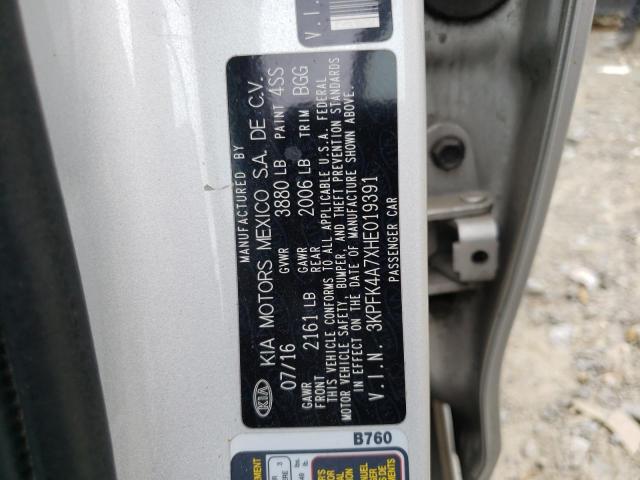 V.I.N.
MANUFACTURED BY
KIA KIA MOTORS MEXICO S.A. DE C.V.
07/16 GVWR 3880 LB PAINT 4SS
GAWR FRONT 2161 LB GAWR REAR 2006 LB TRIM BGG
THIS VEHICLE CONFORMS TO ALL APPLICABLE U.S.A. FEDERAL
MOTOR VEHICLE SAFETY, BUMPER, AND THEFT PREVENTION STANDARDS
IN EFFECT ON THE DATE OF MANUFACTURE SHOWN ABOVE.
V.I.N. 3KPFK4A7XHE019391
PASSENGER CAR
B760